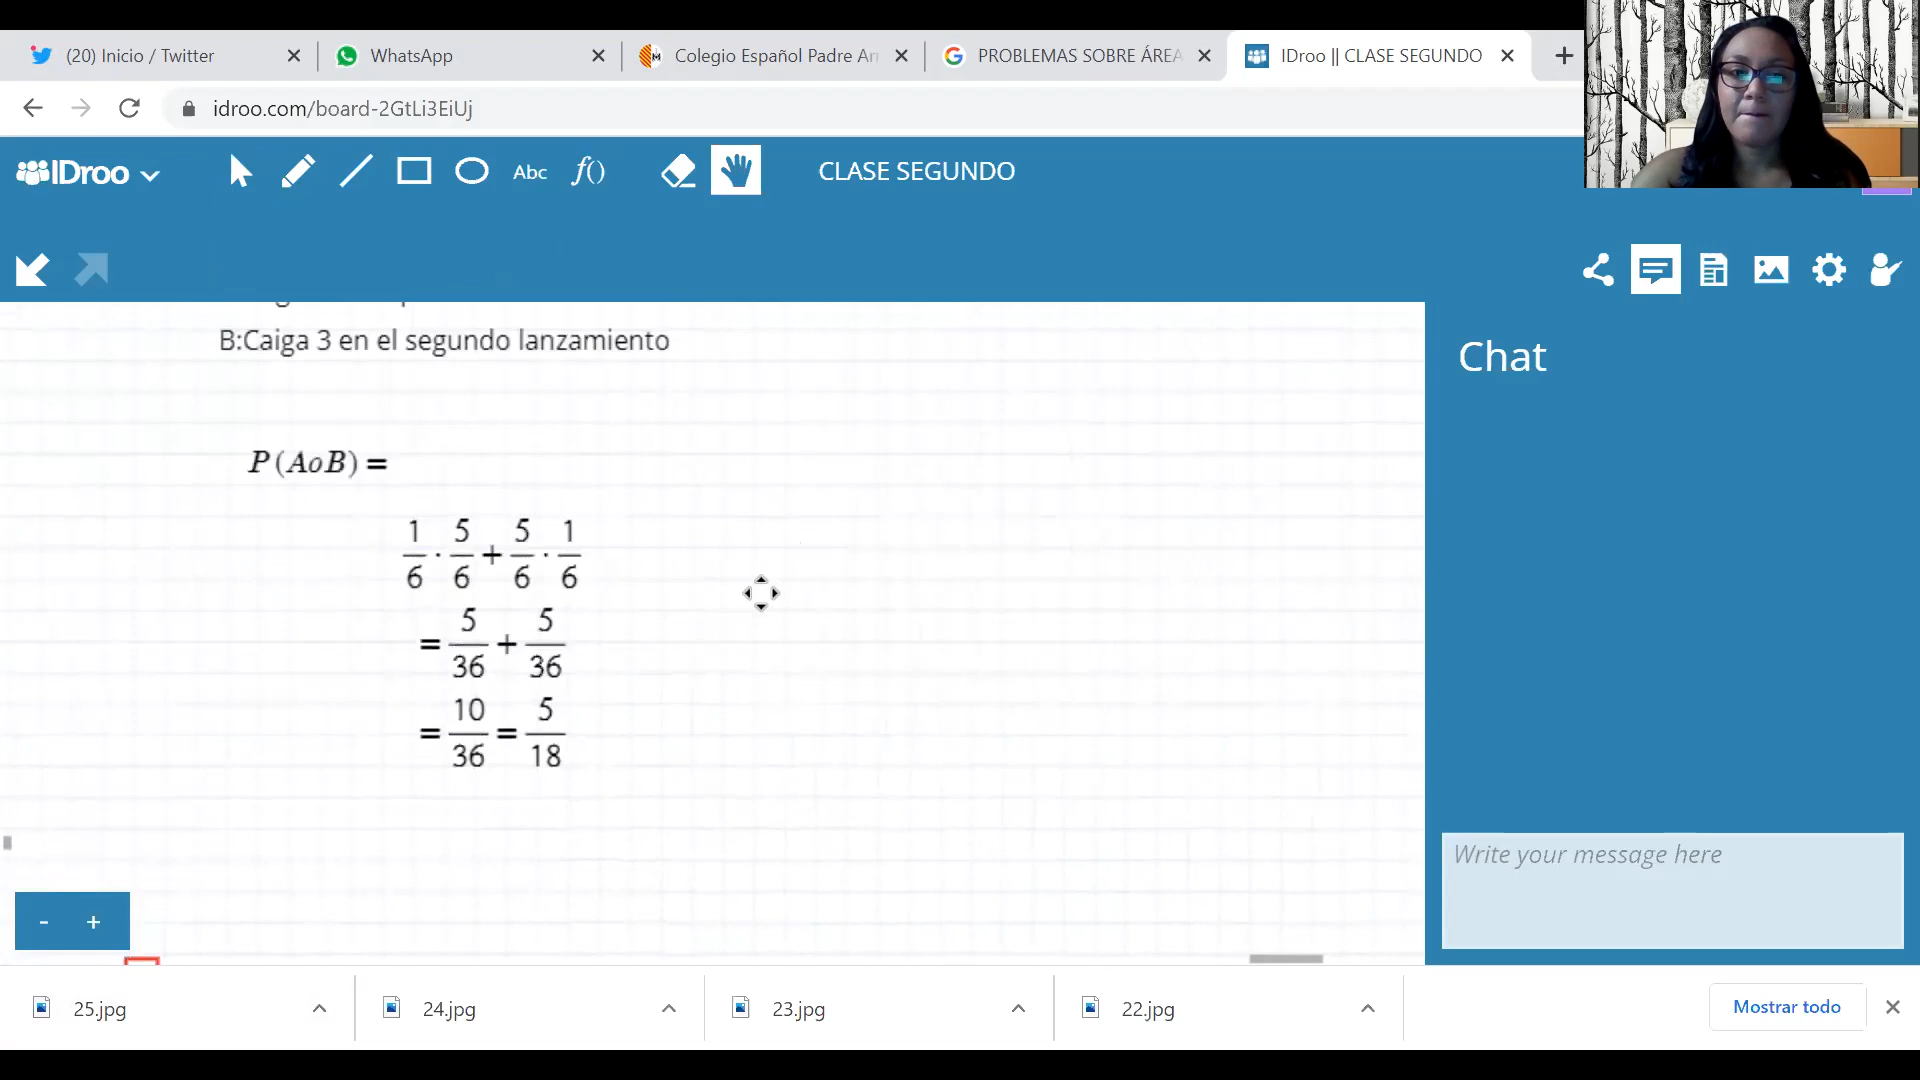 (20) Inicio / Twitter
WhatsApp
Colegio Español Padre Arr
PROBLEMAS SOBRE ÁREA
IDroo || CLASE SEGUNDO
idroo.com/board-2GtLi3EiUj
IDroo
Abc
f()
CLASE SEGUNDO
B:Caiga 3 en el segundo lanzamiento
P(AoB) =
1/6 · 5/6 + 5/6 · 1/6
= 5/36 + 5/36
= 10/36 = 5/18
Chat
Write your message here
- +
25.jpg
24.jpg
23.jpg
22.jpg
Mostrar todo